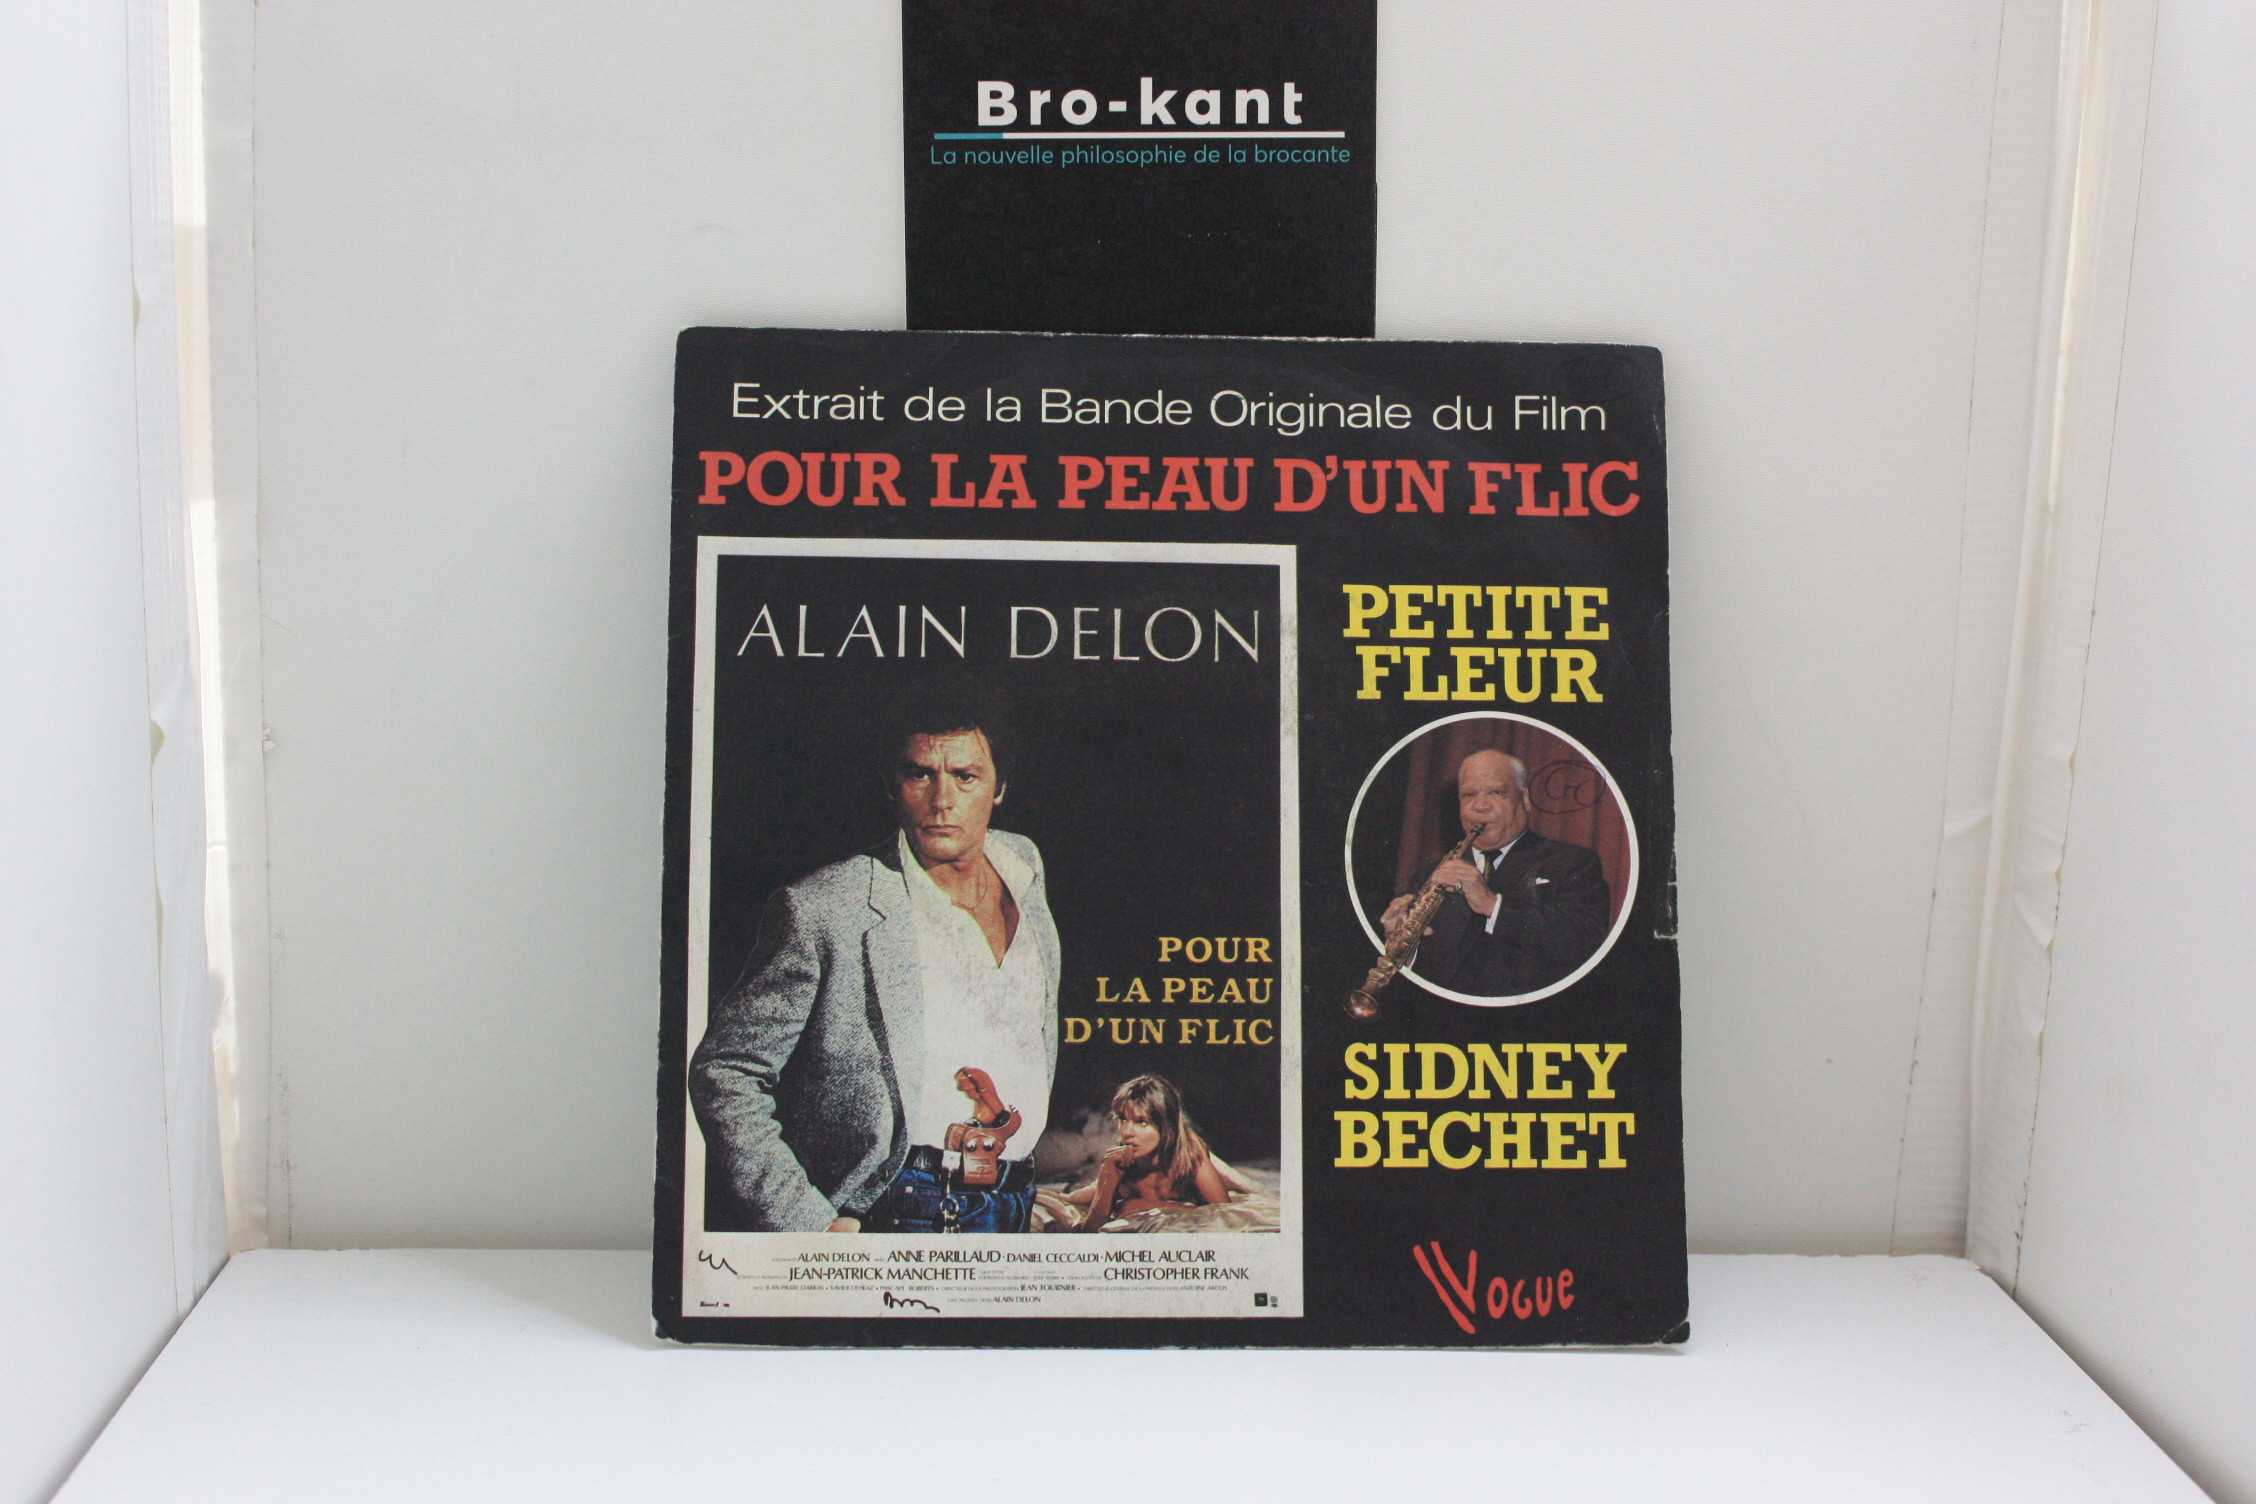 Bro-kant
La nouvelle philosophie de la brocante
Extrait de la Bande Originale du Film
POUR LA PEAU D'UN FLIC
ALAIN DELON
POUR
LA PEAU
D'UN FLIC
ALAIN DELON ANNE PARILLAUD • DANIEL CECCALDI • MICHEL AUCLAIR
JEAN-PATRICK MANCHETTE CHRISTOPHER FRANK
JEAN TOURNIER
ALAIN DELON
PETITE
FLEUR
SIDNEY
BECHET
VOGUE